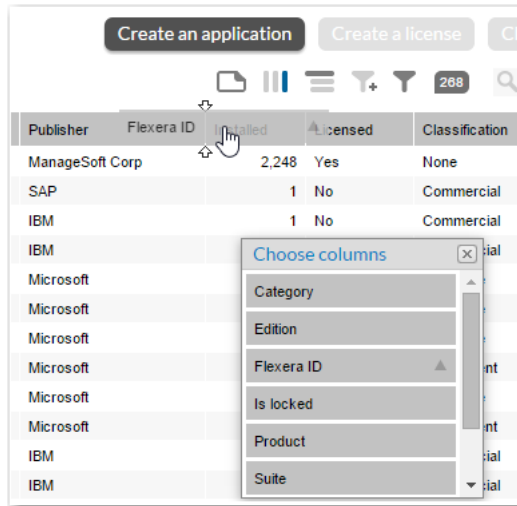 Create an application Create a license
268
Publisher Flexera ID Installed Licensed Classification
ManageSoft Corp 2,248 Yes None
SAP 1 No Commercial
IBM 1 No Commercial
IBM
Choose columns
Category
Edition
Flexera ID
Is locked
Product
Suite
Microsoft
Microsoft
Microsoft
Microsoft
Microsoft
Microsoft
IBM
IBM